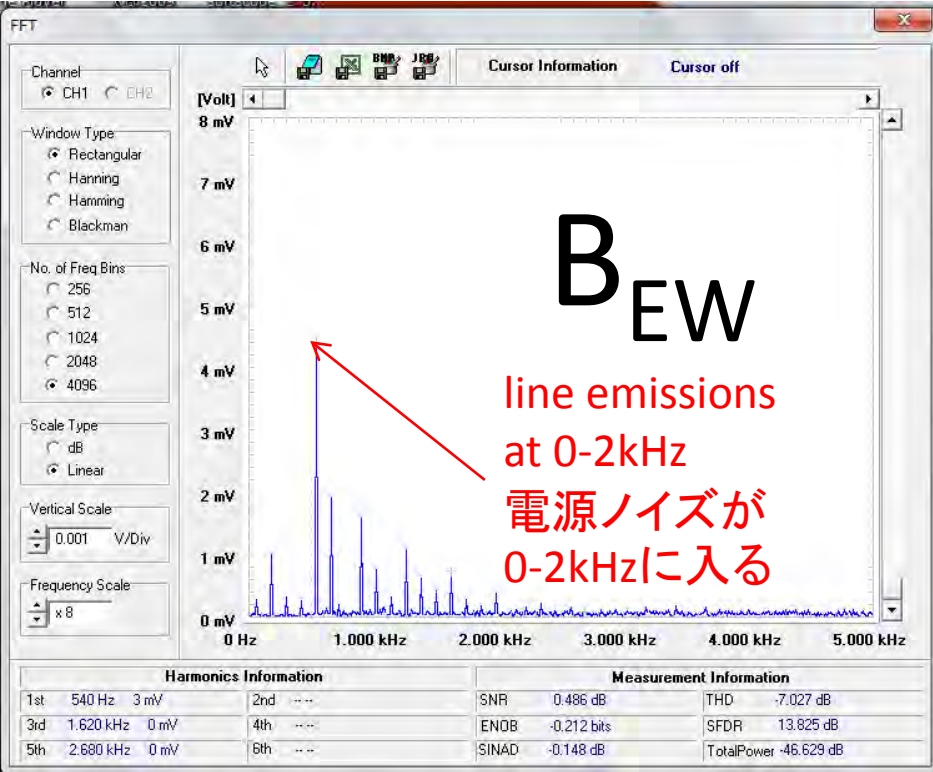 FFT
Channel
CH1 CH2
Window Type
Rectangular
Hanning
Hamming
Blackman
No. of Freq Bins
256
512
1024
2048
4096
Scale Type
dB
Linear
Vertical Scale
0.001 V/Div
Frequency Scale
x 8
BMP JPG
Cursor Information Cursor off
[Volt]
8 mV
7 mV
6 mV
5 mV
4 mV
3 mV
2 mV
1 mV
0 mV
0 Hz 1.000 kHz 2.000 kHz 3.000 kHz 4.000 kHz 5.000 kHz
BEW
line emissions
at 0-2kHz
電源ノイズが
0-2kHzに入る
Harmonics Information Measurement Information
1st 540 Hz 3 mV 2nd -- -- SNR 0.486 dB THD -7.027 dB
3rd 1.620 kHz 0 mV 4th -- -- ENOB -0.212 bits SFDR 13.825 dB
5th 2.680 kHz 0 mV 6th -- -- SINAD -0.148 dB TotalPower -46.629 dB